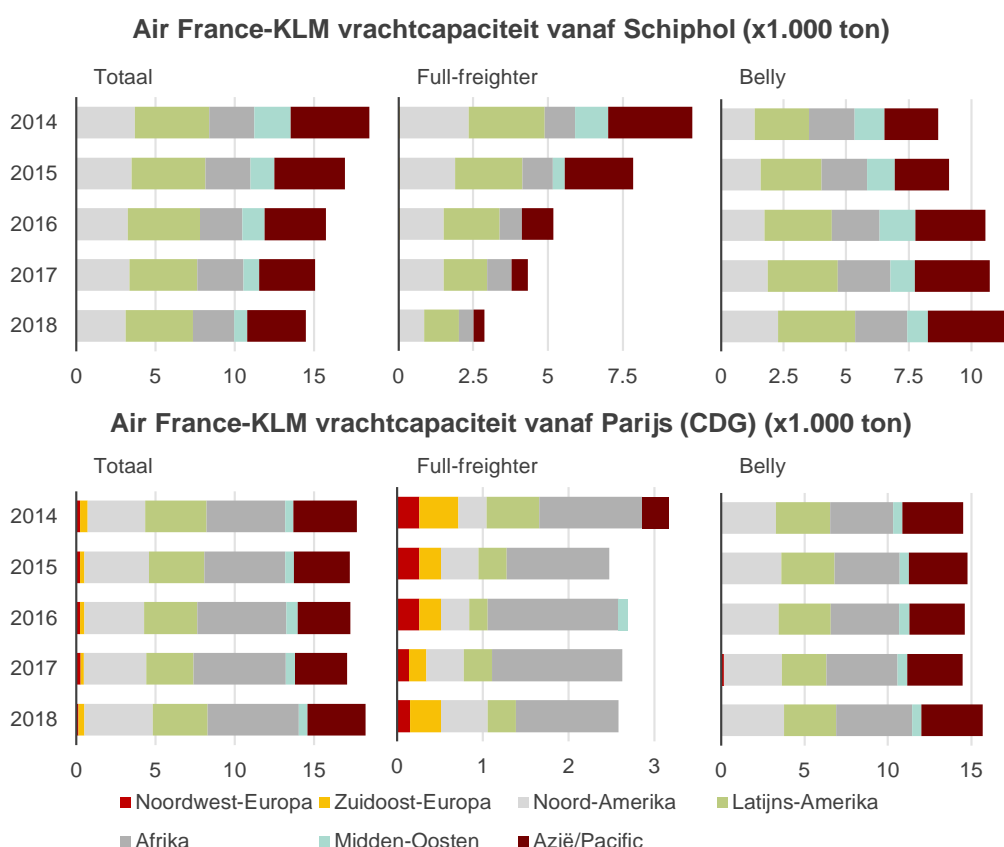 Air France-KLM vrachtcapaciteit vanaf Schiphol (x1.000 ton)
Totaal Full-freighter Belly
2014
2015
2016
2017
2018
0 5 10 15 0 2.5 5 7.5 0 2.5 5 7.5 10
Air France-KLM vrachtcapaciteit vanaf Parijs (CDG) (x1.000 ton)
Totaal Full-freighter Belly
2014
2015
2016
2017
2018
0 5 10 15 0 1 2 3 0 5 10 15
Noordwest-Europa Zuidoost-Europa Noord-Amerika Latijns-Amerika
Afrika Midden-Oosten Azië/Pacific